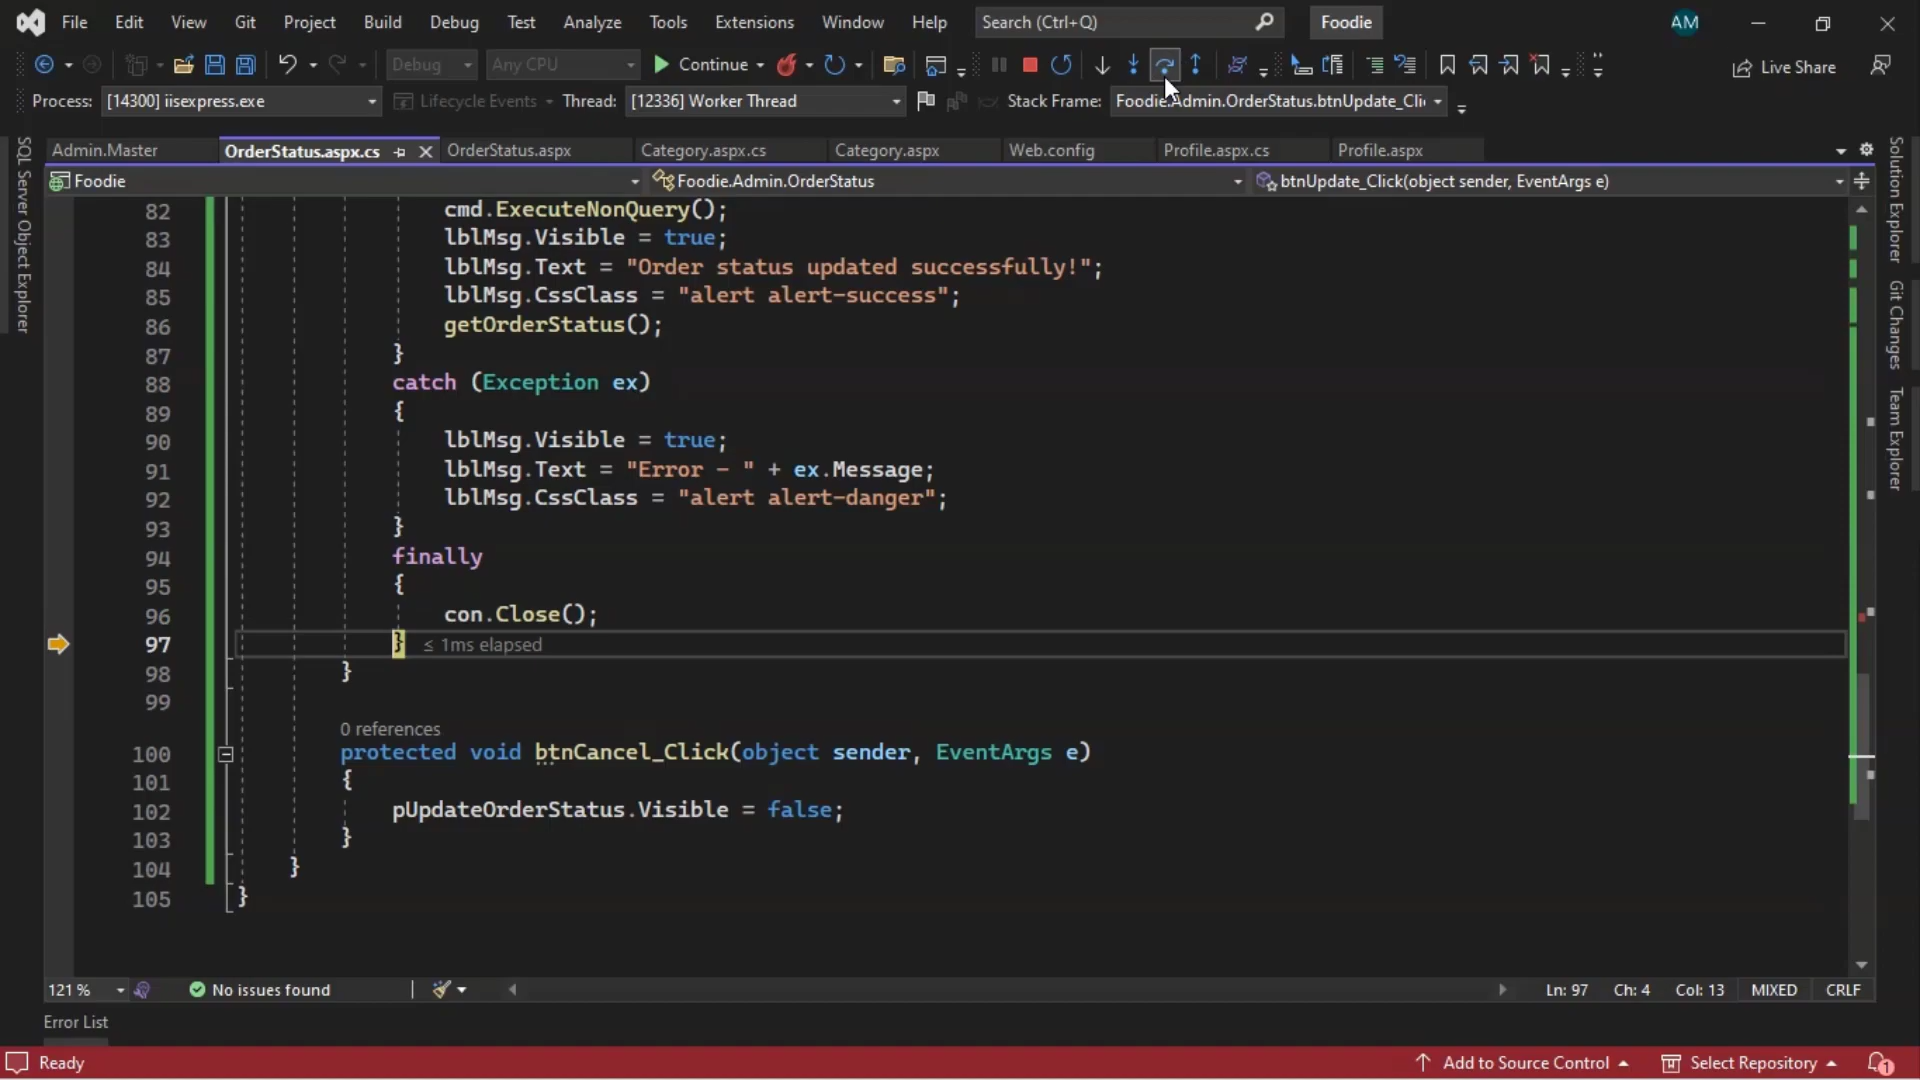 File Edit View Git Project Build Debug Test Analyze Tools Extensions Window Help Search (Ctrl+Q) Foodie AM
Debug Any CPU Continue Live Share
Process: [14300] iisexpress.exe Lifecycle Events Thread: [12336] Worker Thread Stack Frame: Foodie.Admin.OrderStatus.btnUpdate_Cli
Admin.Master OrderStatus.aspx.cs OrderStatus.aspx Category.aspx.cs Category.aspx Web.config Profile.aspx.cs Profile.aspx
Foodie Foodie.Admin.OrderStatus btnUpdate_Click(object sender, EventArgs e)
SQL Server Object Explorer
82 cmd.ExecuteNonQuery();
83 lblMsg.Visible = true;
84 lblMsg.Text = "Order status updated successfully!";
85 lblMsg.CssClass = "alert alert-success";
86 getOrderStatus();
87 }
88 catch (Exception ex)
89 {
90 lblMsg.Visible = true;
91 lblMsg.Text = "Error - " + ex.Message;
92 lblMsg.CssClass = "alert alert-danger";
93 }
94 finally
95 {
96 con.Close();
97 } ≤ 1ms elapsed
98 }
99
0 references
100 protected void btnCancel_Click(object sender, EventArgs e)
101 {
102 pUpdateOrderStatus.Visible = false;
103 }
104 }
105 }
Solution Explorer
Git Changes
Team Explorer
121 % No issues found Ln: 97 Ch: 4 Col: 13 MIXED CRLF
Error List
Ready Add to Source Control Select Repository 1